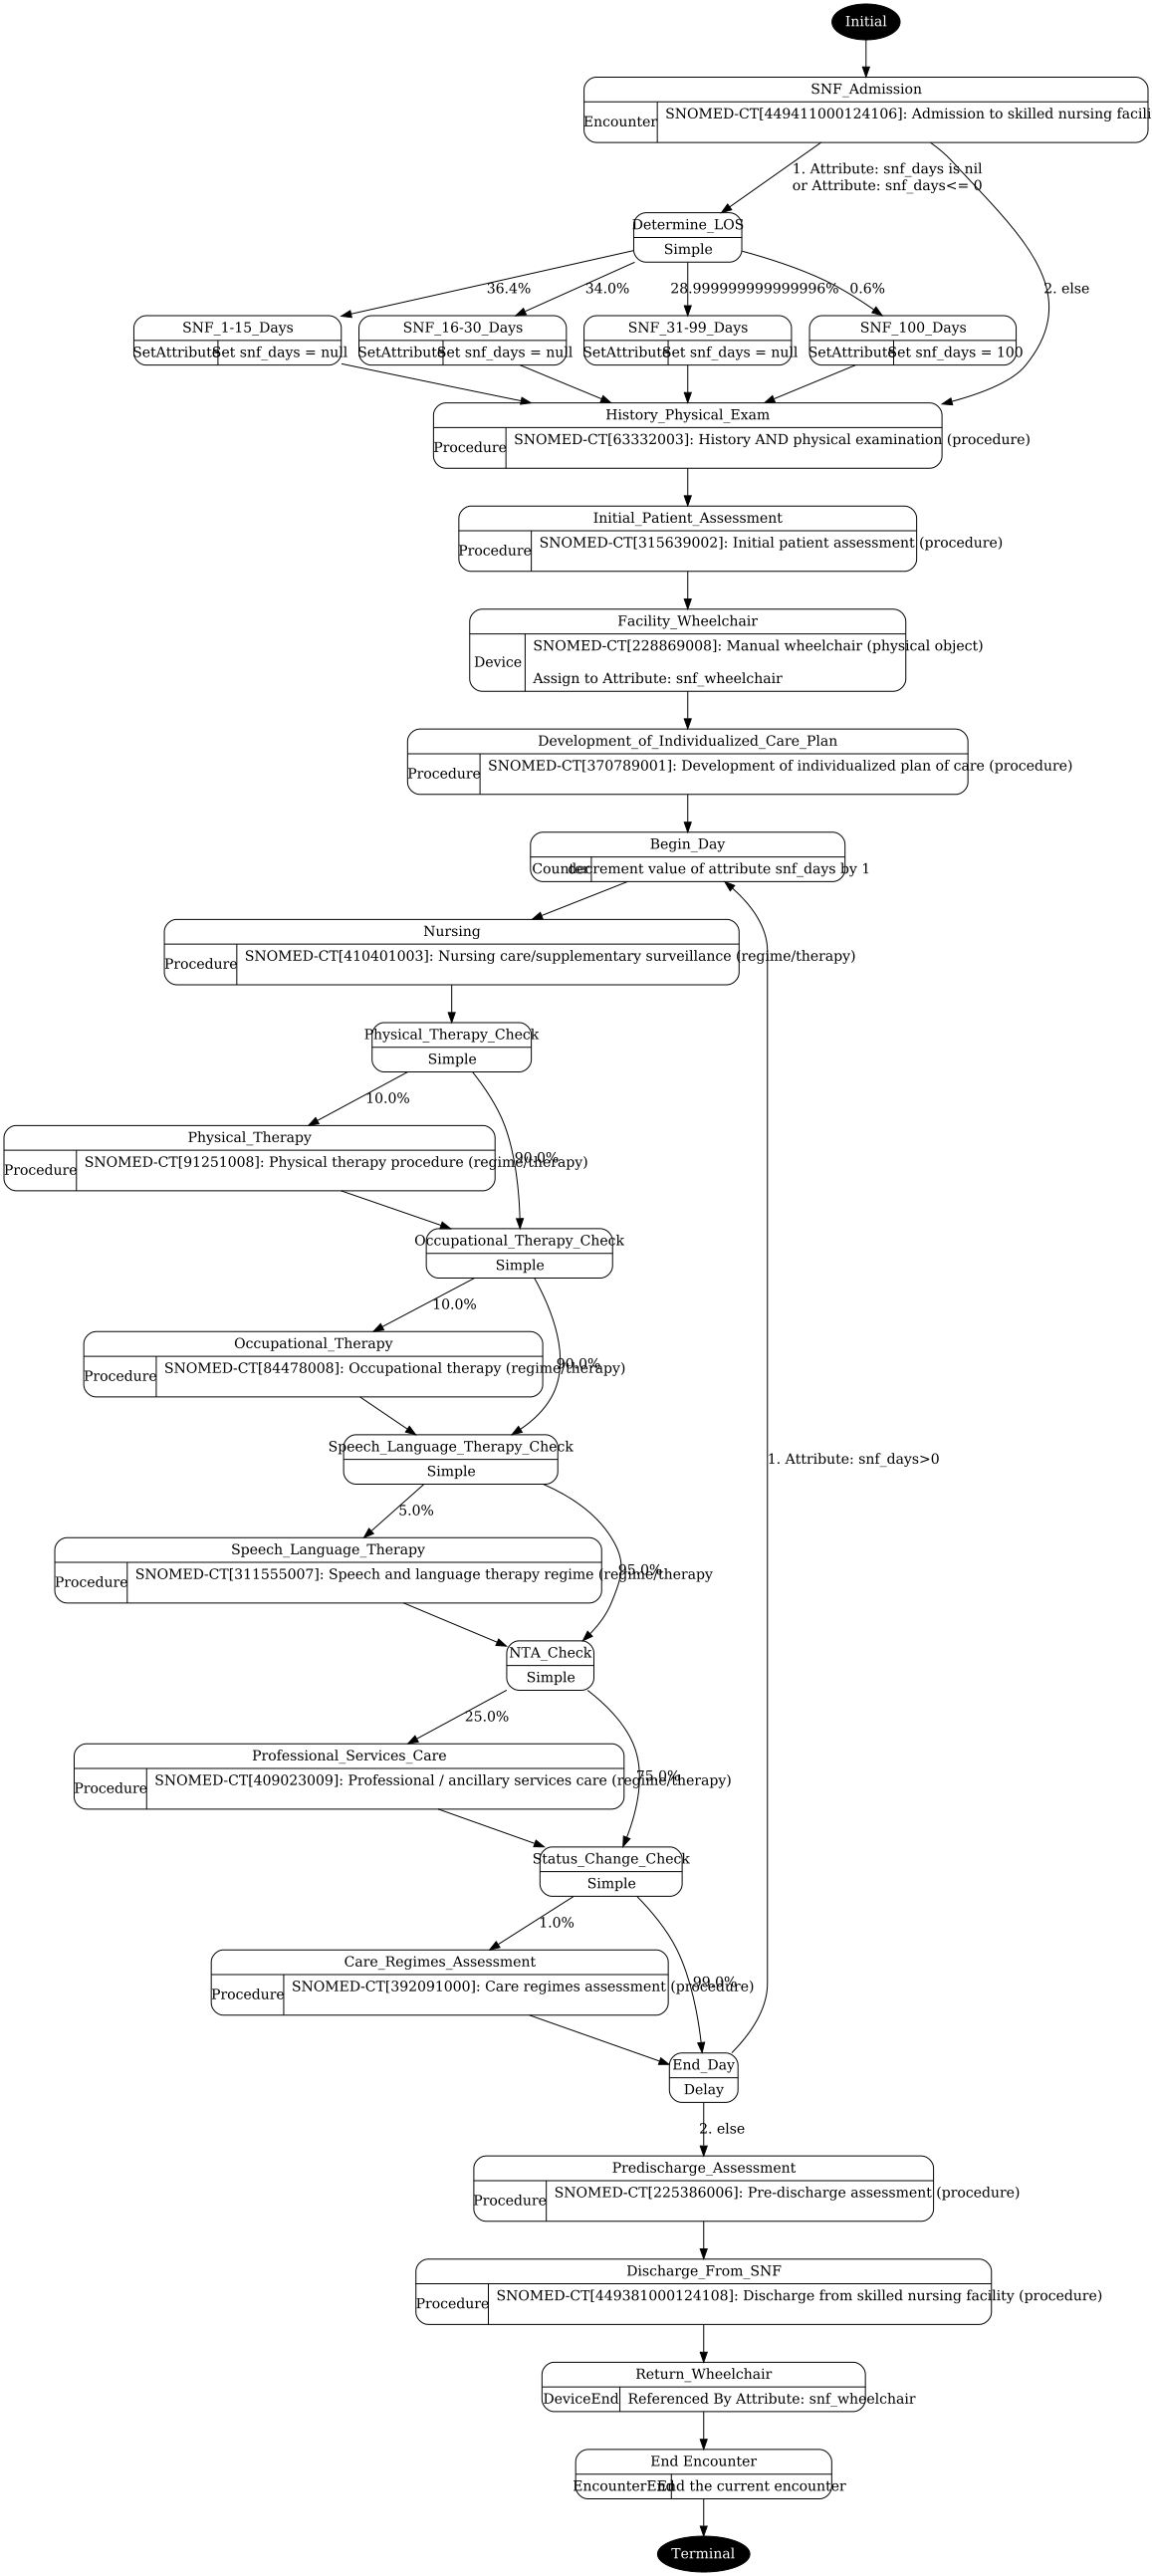 Initial
SNF_Admission
Encounter
SNOMED-CT[449411000124106]: Admission to skilled nursing facili
1. Attribute: snf_days is nil
or Attribute: snf_days<= 0
2. else
Determine_LOS
Simple
36.4%
34.0%
28.999999999999996%
0.6%
SNF_1-15_Days
SetAttribute
Set snf_days = null
SNF_16-30_Days
SetAttribute
Set snf_days = null
SNF_31-99_Days
SetAttribute
Set snf_days = null
SNF_100_Days
SetAttribute
Set snf_days = 100
History_Physical_Exam
Procedure
SNOMED-CT[63332003]: History AND physical examination (procedure)
Initial_Patient_Assessment
Procedure
SNOMED-CT[315639002]: Initial patient assessment (procedure)
Facility_Wheelchair
Device
SNOMED-CT[228869008]: Manual wheelchair (physical object)
Assign to Attribute: snf_wheelchair
Development_of_Individualized_Care_Plan
Procedure
SNOMED-CT[370789001]: Development of individualized plan of care (procedure)
Begin_Day
Counter
decrement value of attribute snf_days by 1
Nursing
Procedure
SNOMED-CT[410401003]: Nursing care/supplementary surveillance (regime/therapy)
Physical_Therapy_Check
Simple
10.0%
90.0%
Physical_Therapy
Procedure
SNOMED-CT[91251008]: Physical therapy procedure (regime/therapy)
Occupational_Therapy_Check
Simple
10.0%
90.0%
Occupational_Therapy
Procedure
SNOMED-CT[84478008]: Occupational therapy (regime/therapy)
Speech_Language_Therapy_Check
Simple
1. Attribute: snf_days>0
5.0%
95.0%
Speech_Language_Therapy
Procedure
SNOMED-CT[311555007]: Speech and language therapy regime (regime/therapy
NTA_Check
Simple
25.0%
75.0%
Professional_Services_Care
Procedure
SNOMED-CT[409023009]: Professional / ancillary services care (regime/therapy)
Status_Change_Check
Simple
1.0%
99.0%
Care_Regimes_Assessment
Procedure
SNOMED-CT[392091000]: Care regimes assessment (procedure)
End_Day
Delay
2. else
Predischarge_Assessment
Procedure
SNOMED-CT[225386006]: Pre-discharge assessment (procedure)
Discharge_From_SNF
Procedure
SNOMED-CT[449381000124108]: Discharge from skilled nursing facility (procedure)
Return_Wheelchair
DeviceEnd
Referenced By Attribute: snf_wheelchair
End Encounter
EncounterEnd
End the current encounter
Terminal